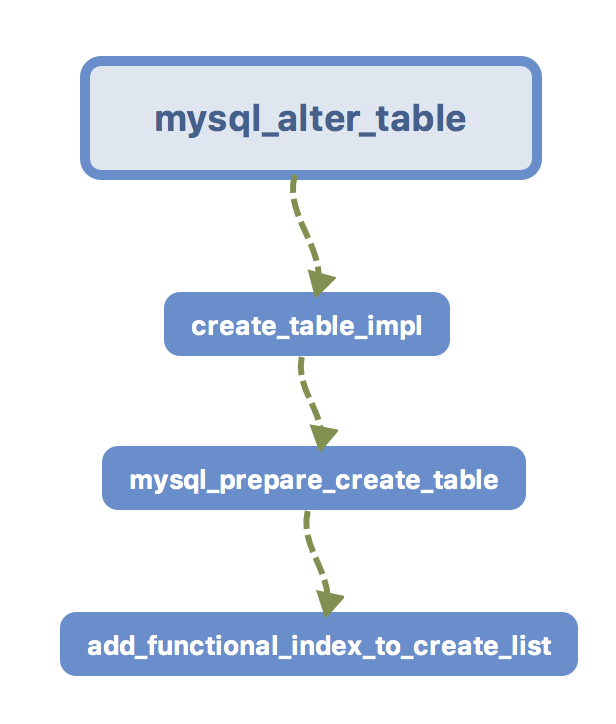 mysql_alter_table
create_table_impl
mysql_prepare_create_table
add_functional_index_to_create_list